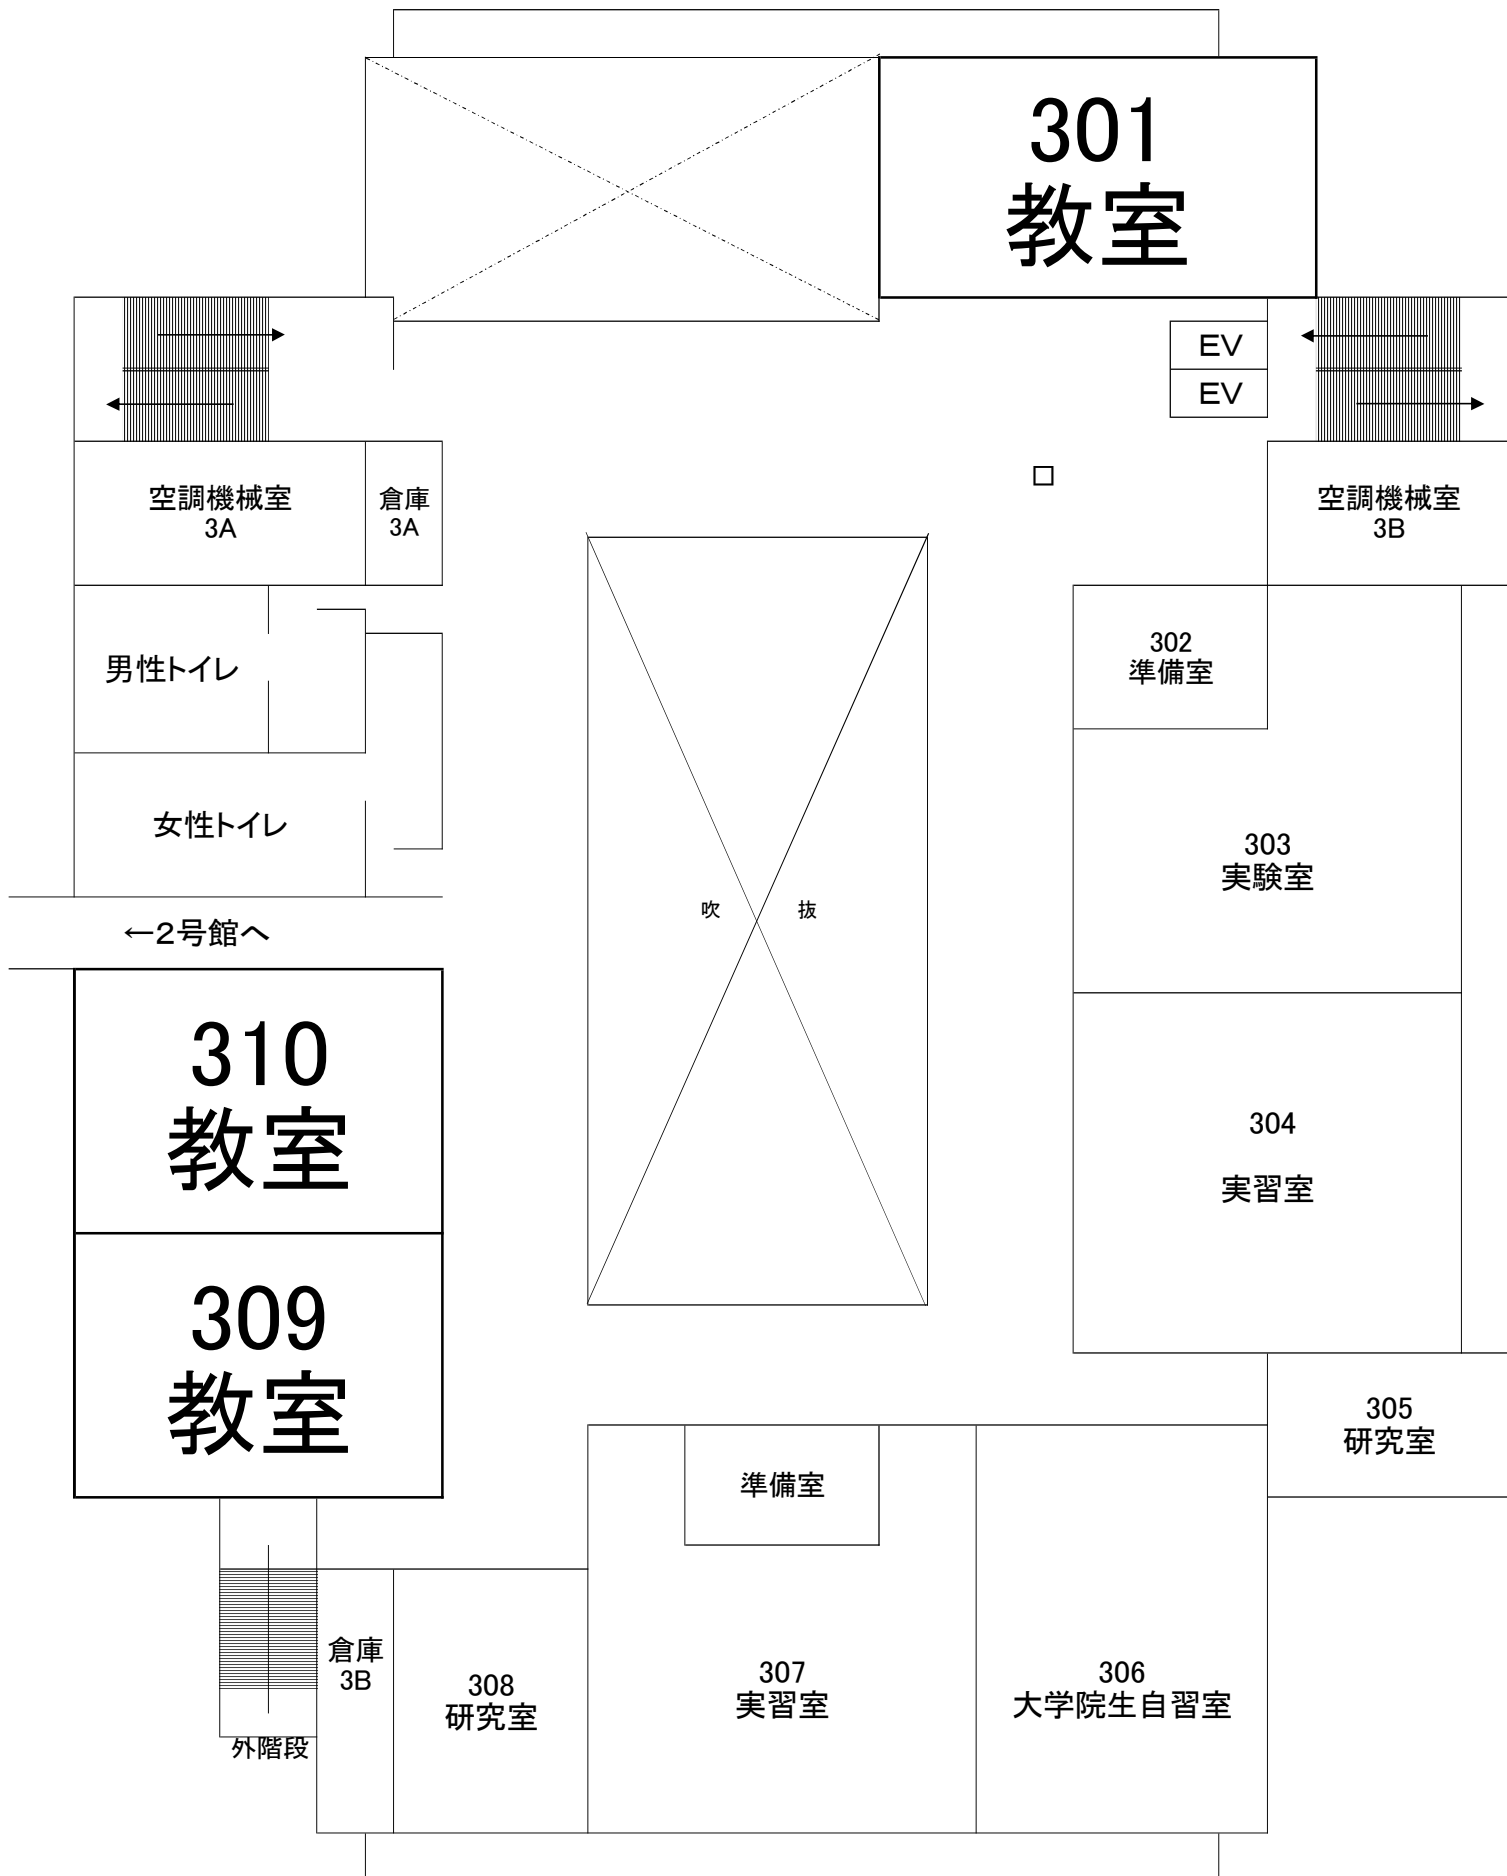 301
教室
EV
EV
空調機械室
3A
倉庫
3A
空調機械室
3B
302
準備室
男性トイレ
女性トイレ
303
実験室
吹 抜
←2号館へ
310
教室
304
実習室
309
教室
305
研究室
準備室
倉庫
3B
308
研究室
307
実習室
306
大学院生自習室
外階段